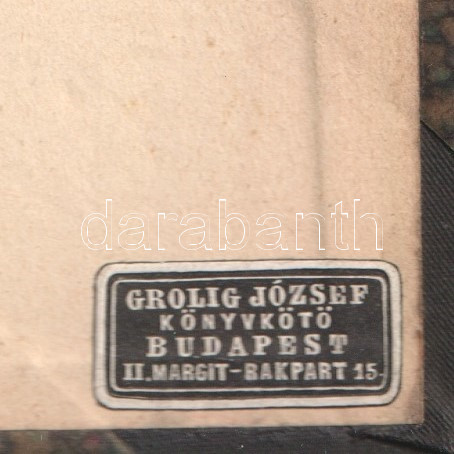 darabanth
GROLIG JÓZSEF
KÖNYVKÖTŐ
BUDAPEST
II. MARGIT-RAKPART 15.